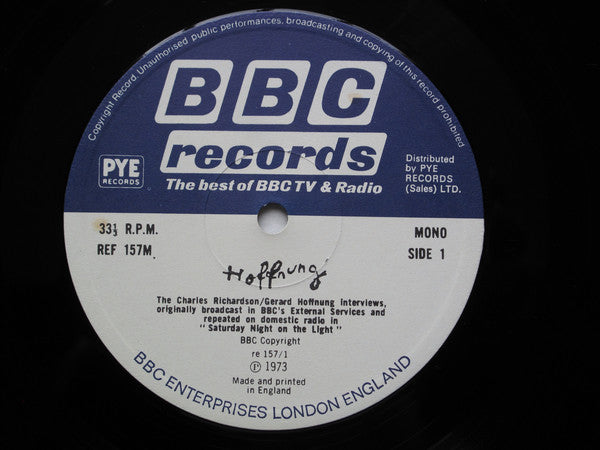 Copyright Record. Unauthorised public performances, broadcasting and copying of this record prohibited
BBC
records
The best of BBC TV & Radio
PYE
RECORDS
Distributed
by PYE
RECORDS
(Sales) LTD.
33⅓ R.P.M.
REF 157M.
MONO
SIDE 1
Hoffnung
The Charles Richardson/Gerard Hoffnung interviews,
originally broadcast in BBC's External Services and
repeated on domestic radio in
"Saturday Night on the Light"
BBC Copyright
re 157/1
Ⓟ 1973
Made and printed
in England
BBC ENTERPRISES LONDON ENGLAND